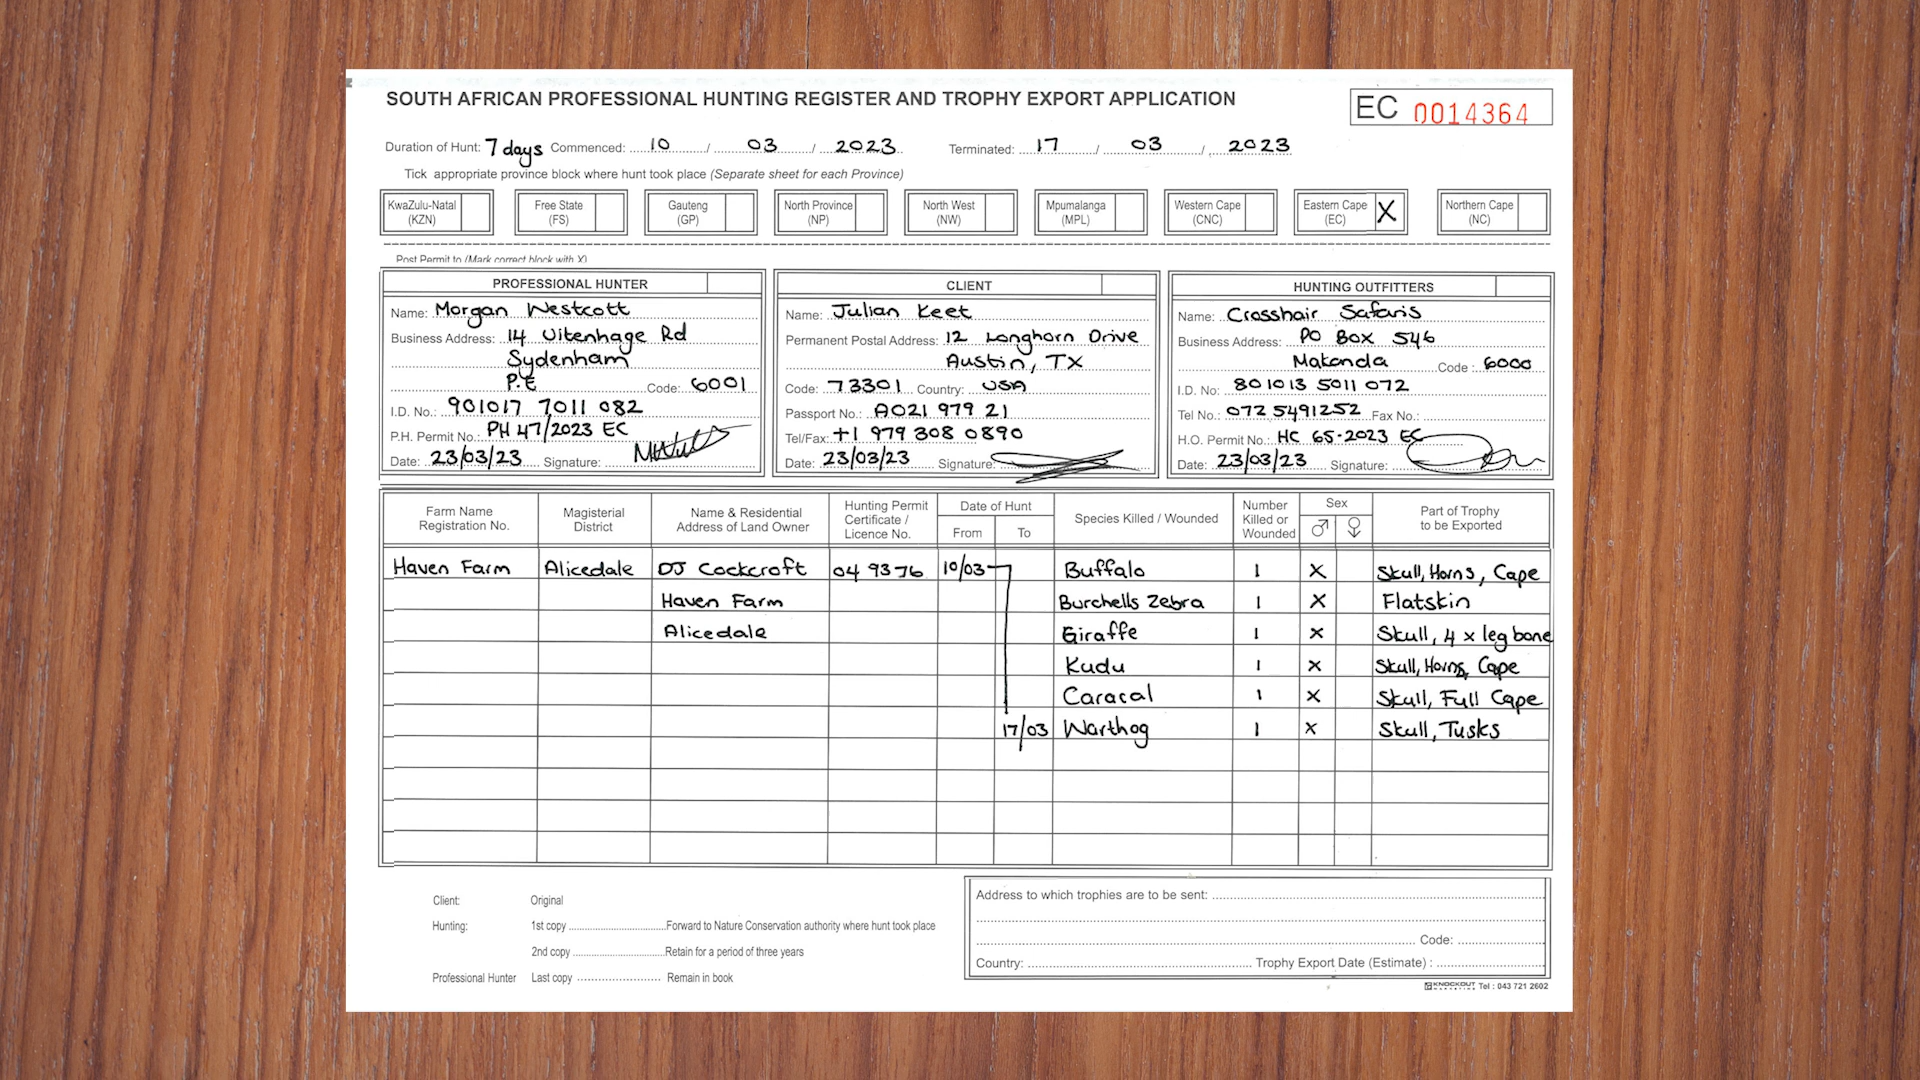 SOUTH AFRICAN PROFESSIONAL HUNTING REGISTER AND TROPHY EXPORT APPLICATION
EC 0014364
Duration of Hunt: 7 days Commenced: 10 / 03 / 2023 Terminated: 17 / 03 / 2023
Tick appropriate province block where hunt took place (Separate sheet for each Province)
KwaZulu-Natal (KZN)
Free State (FS)
Gauteng (GP)
North Province (NP)
North West (NW)
Mpumalanga (MPL)
Western Cape (CNC)
Eastern Cape (EC) X
Northern Cape (NC)
Post Permit to (Mark correct block with X)
PROFESSIONAL HUNTER
Name: Morgan Westcott
Business Address: 14 Uitenhage Rd
Sydenham
P.E Code: 6001
I.D. No.: 901017 7011 082
P.H. Permit No.: PH 47/2023 EC
Date: 23/03/23 Signature:
CLIENT
Name: Julian Keet
Permanent Postal Address: 12 Longhorn Drive
Austin, TX
Code: 73301 Country: USA
Passport No.: A021 979 21
Tel/Fax: +1 979 308 0890
Date: 23/03/23 Signature:
HUNTING OUTFITTERS
Name: Crosshair Safaris
Business Address: PO Box 546
Makanda Code: 6000
I.D. No: 801013 5011 072
Tel No.: 072 5491252 Fax No.:
H.O. Permit No.: HC 65-2023 EC
Date: 23/03/23 Signature:
Farm Name Registration No.
Magisterial District
Name & Residential Address of Land Owner
Hunting Permit Certificate / Licence No.
Date of Hunt
From To
Species Killed / Wounded
Number Killed or Wounded
Sex
♂ ♀
Part of Trophy to be Exported
Haven Farm Alicedale DJ Cockcroft 04 9376 10/03 Buffalo 1 X Skull, Horns, Cape
Haven Farm Burchells Zebra 1 X Flatskin
Alicedale Giraffe 1 X Skull, 4 x leg bone
Kudu 1 X Skull, Horns, Cape
Caracal 1 X Skull, Full Cape
17/03 Warthog 1 X Skull, Tusks
Client: Original
Hunting: 1st copy Forward to Nature Conservation authority where hunt took place
2nd copy Retain for a period of three years
Professional Hunter Last copy Remain in book
Address to which trophies are to be sent:
Code:
Country: Trophy Export Date (Estimate) :
KNOCKOUT Tel : 043 721 2602